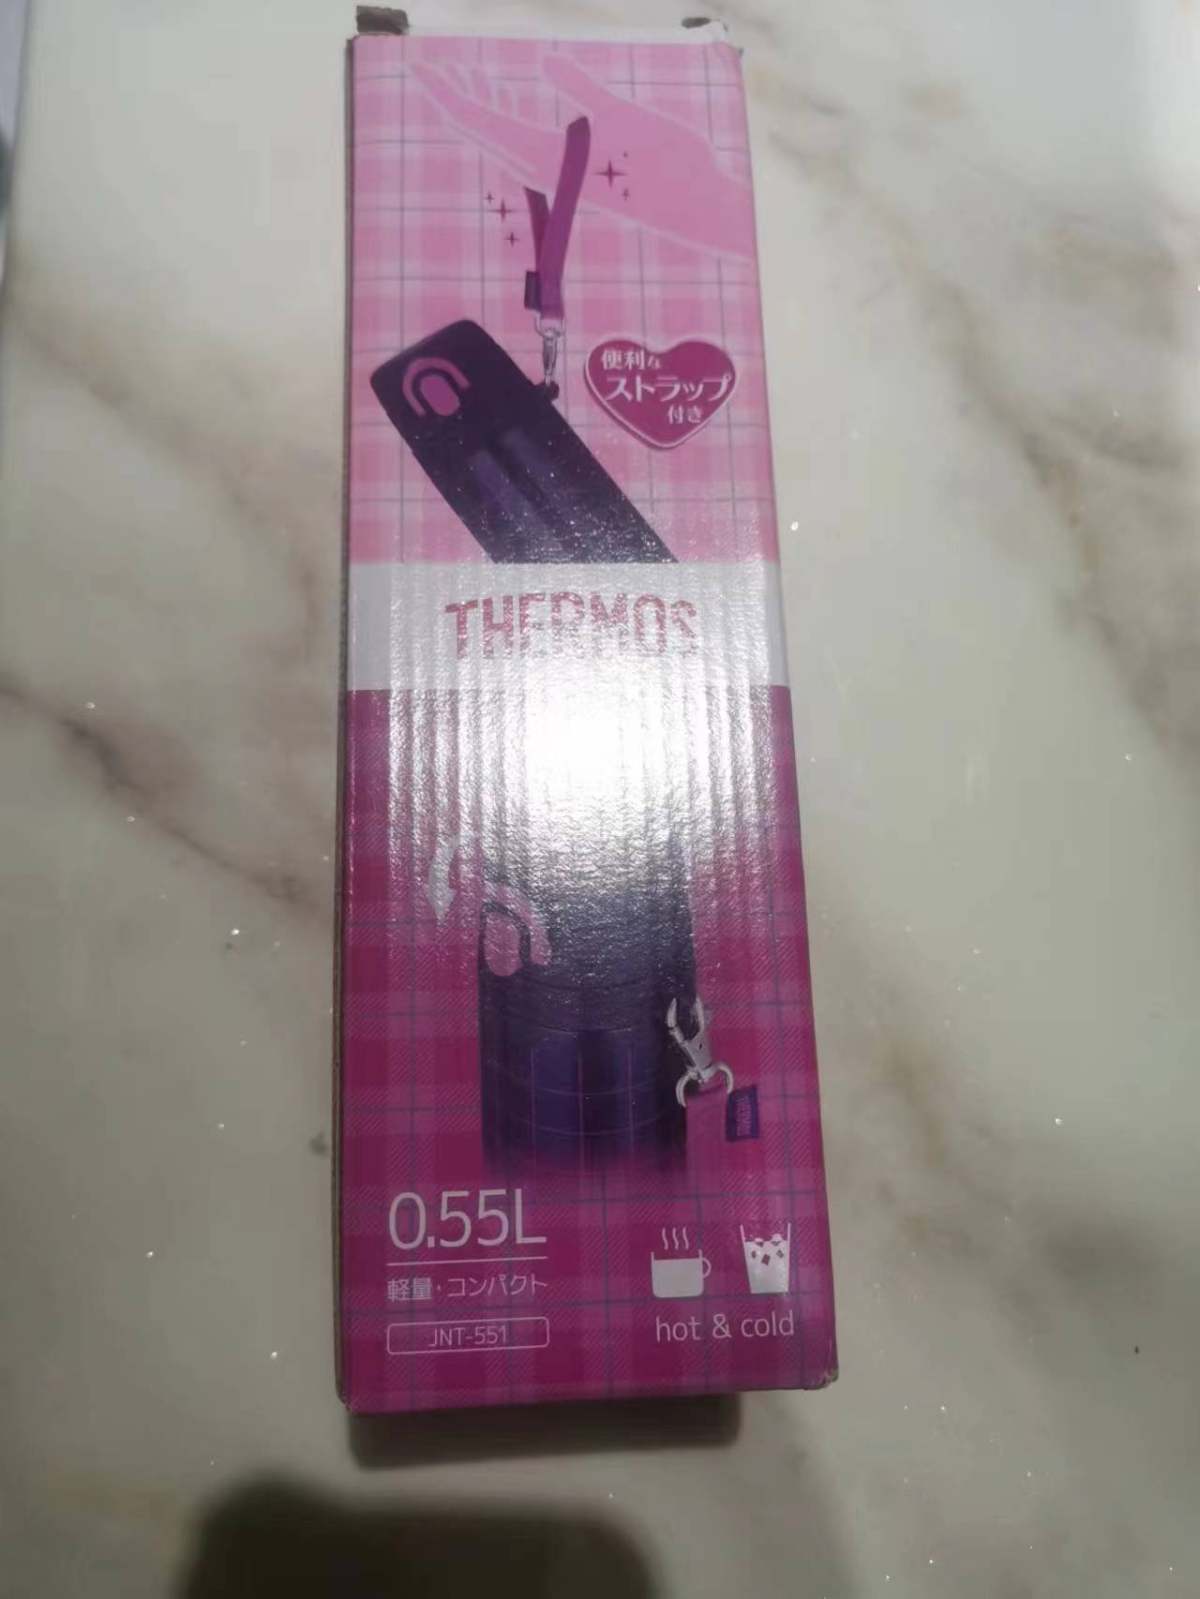 便利な
ストラップ
付き
THERMOS
THERMOS
0.55L
軽量・コンパクト
JNT-551
hot & cold